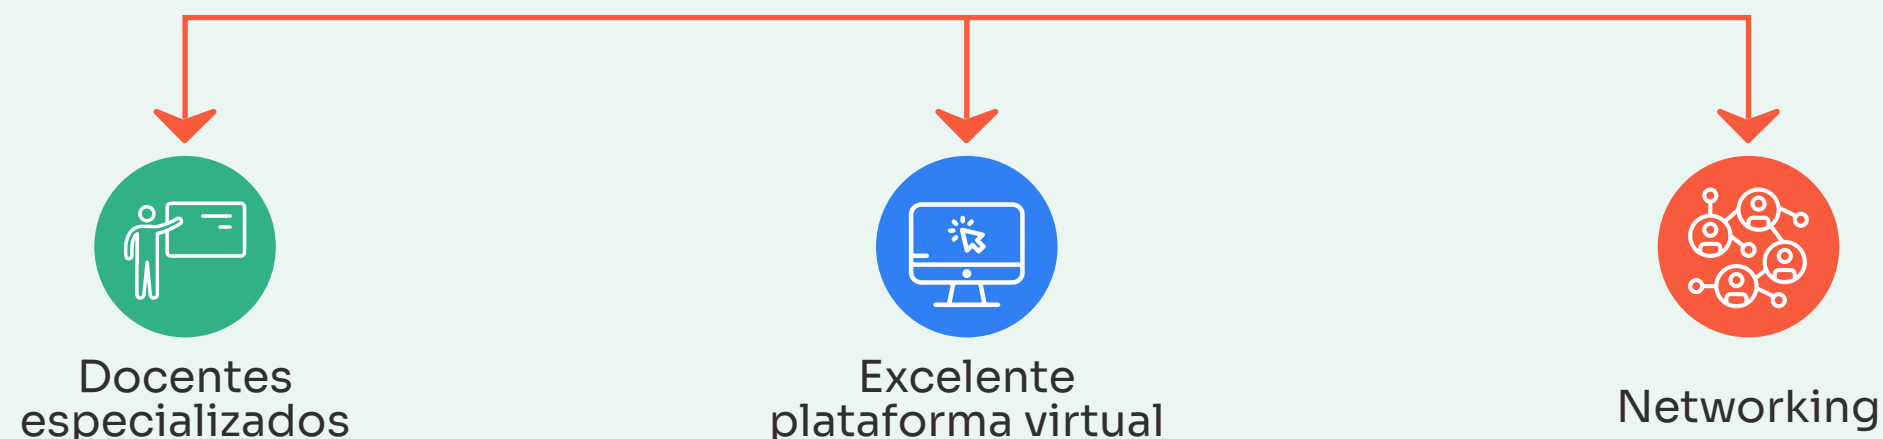 Docentes
especializados
Excelente
plataforma virtual
Networking